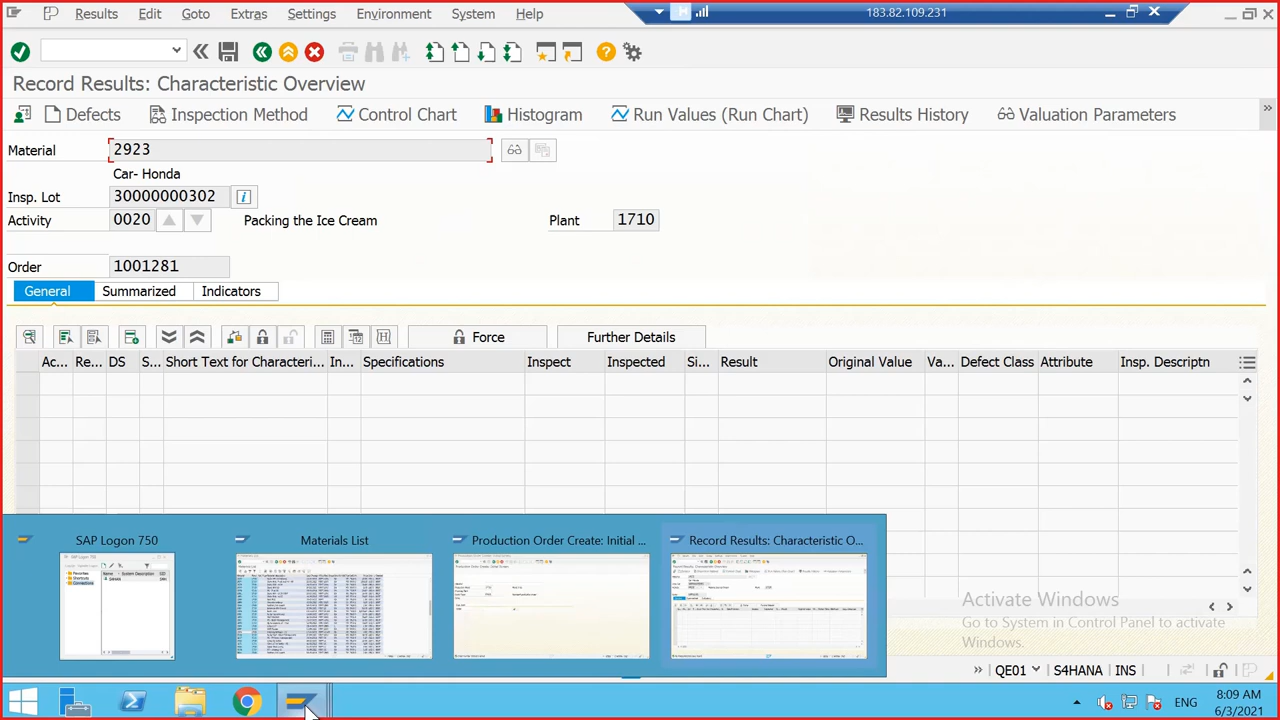 Results Edit Goto Extras Settings Environment System Help
183.82.109.231
Record Results: Characteristic Overview
Defects Inspection Method Control Chart Histogram Run Values (Run Chart) Results History Valuation Parameters
Material 2923
Car- Honda
Insp. Lot 30000000302
Activity 0020 Packing the Ice Cream Plant 1710
Order 1001281
General Summarized Indicators
Force Further Details
Ac... Re... DS S... Short Text for Characteri... In... Specifications Inspect Inspected Si... Result Original Value Va... Defect Class Attribute Insp. Descriptn
SAP Logon 750 Materials List Production Order Create: Initial ... Record Results: Characteristic O...
Activate Windows
Go to System in Control Panel to activate
Windows.
QE01 S4HANA INS
ENG 8:09 AM
6/3/2021